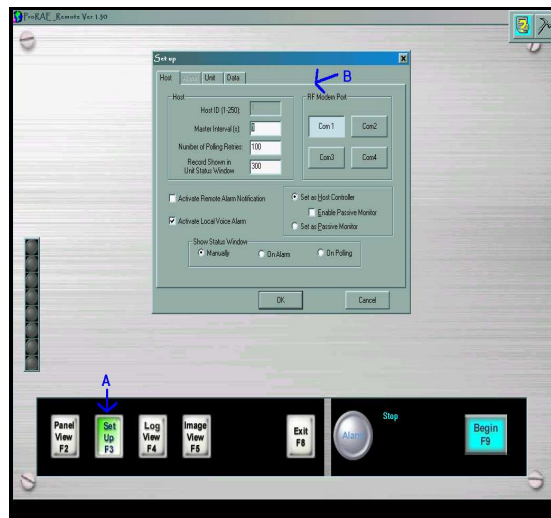 ProRAE_Remote Ver 1.30
Set up
B
Host Alarm Unit Data
Host
RF Modem Port
Host ID (1-250):
Master Interval (s):
Com1 Com2
Number of Polling Retries: 100
Record Shown in
Unit Status Window 300
Com3 Com4
Activate Remote Alarm Notification
Set as Host Controller
Enable Passive Monitor
Activate Local Voice Alarm
Set as Passive Monitor
Show Status Window
Manually On Alarm On Polling
OK Cancel
A
Panel
View
F2
Set
Up
F3
Log
View
F4
Image
View
F5
Exit
F8
Alarm
Stop
Begin
F9